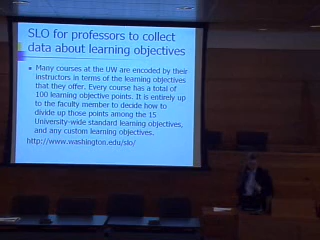 SLO for professors to collect
data about learning objectives
Many courses at the UW are encoded by their
instructors in terms of the learning objectives
that they offer. Every course has a total of
100 learning objective points. It is entirely up
to the faculty member to decide how to
divide up those points among the 15
University-wide standard learning objectives,
and any custom learning objectives.
http://www.washington.edu/slo/